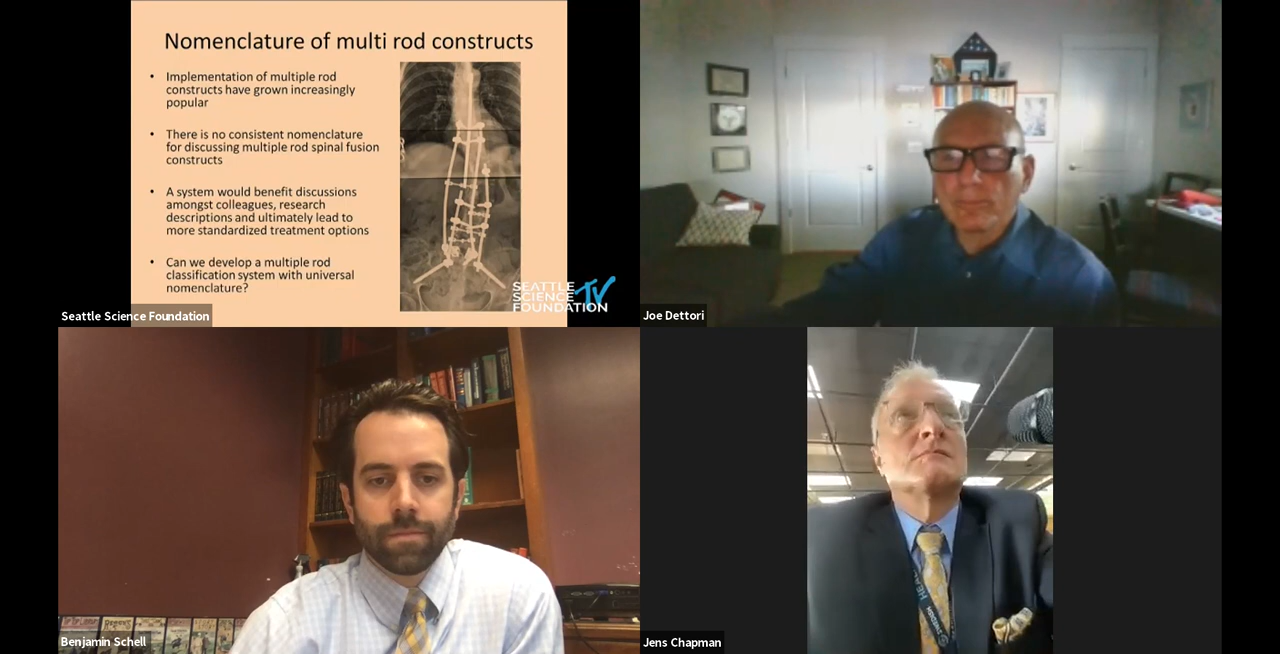 Nomenclature of multi rod constructs
• Implementation of multiple rod
constructs have grown increasingly
popular
• There is no consistent nomenclature
for discussing multiple rod spinal fusion
constructs
• A system would benefit discussions
amongst colleagues, research
descriptions and ultimately lead to
more standardized treatment options
• Can we develop a multiple rod
classification system with universal
nomenclature?
SEATTLE
SCIENCE
FOUNDATION
TV
Seattle Science Foundation
Joe Dettori
Benjamin Schell
Jens Chapman